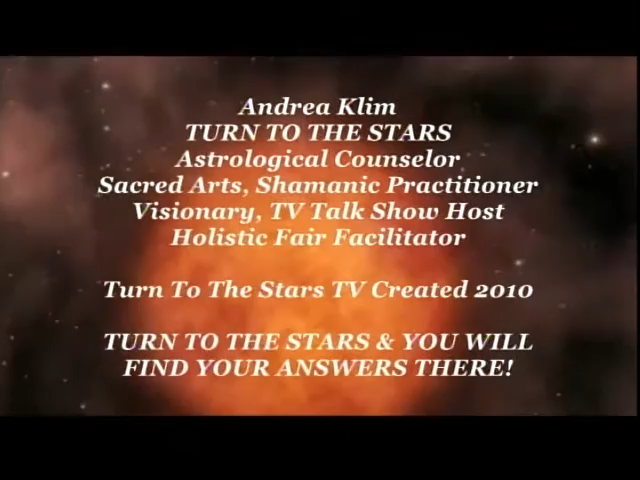 Andrea Klim
TURN TO THE STARS
Astrological Counselor
Sacred Arts, Shamanic Practitioner
Visionary, TV Talk Show Host
Holistic Fair Facilitator
Turn To The Stars TV Created 2010
TURN TO THE STARS & YOU WILL
FIND YOUR ANSWERS THERE!